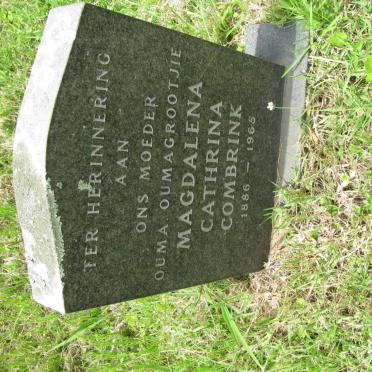 TER HERINNERING
AAN
ONS MOEDER
OUMA OUMAGROOTJIE
MAGDALENA
CATHRINA
COMBRINK
1886 - 1965